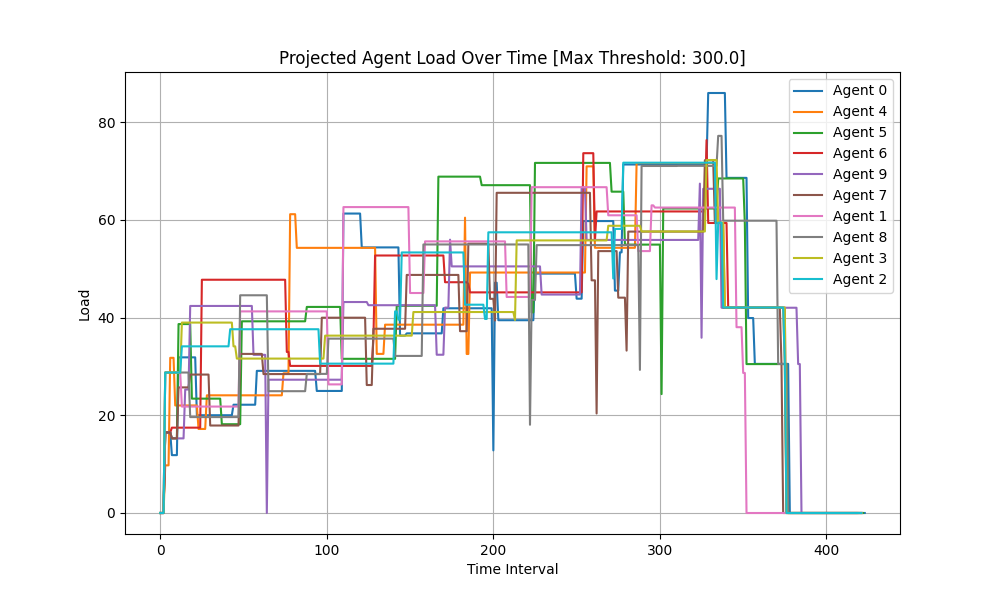 Projected Agent Load Over Time [Max Threshold: 300.0]
Load
80
60
40
20
0
0 100 200 300 400
Time Interval
Agent 0
Agent 4
Agent 5
Agent 6
Agent 9
Agent 7
Agent 1
Agent 8
Agent 3
Agent 2